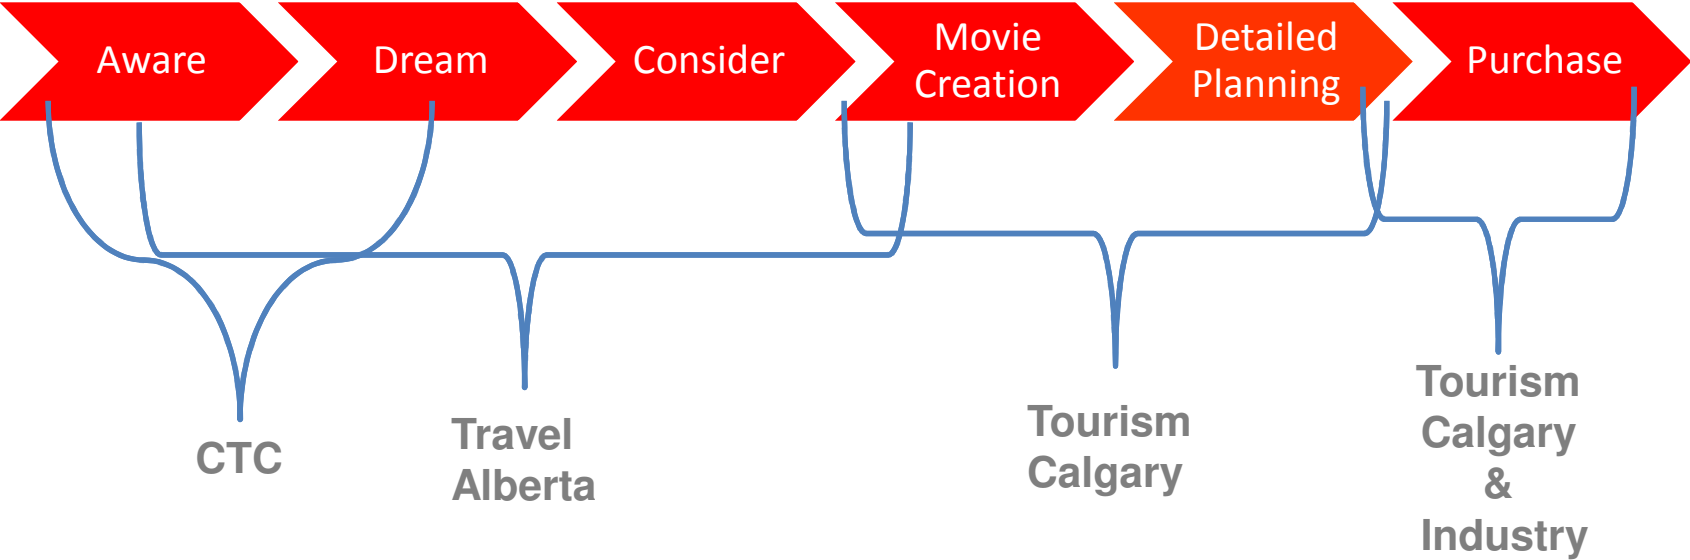 Aware
Dream
Consider
Movie
Creation
Detailed
Planning
Purchase
CTC
Travel
Alberta
Tourism
Calgary
Tourism
Calgary
&
Industry